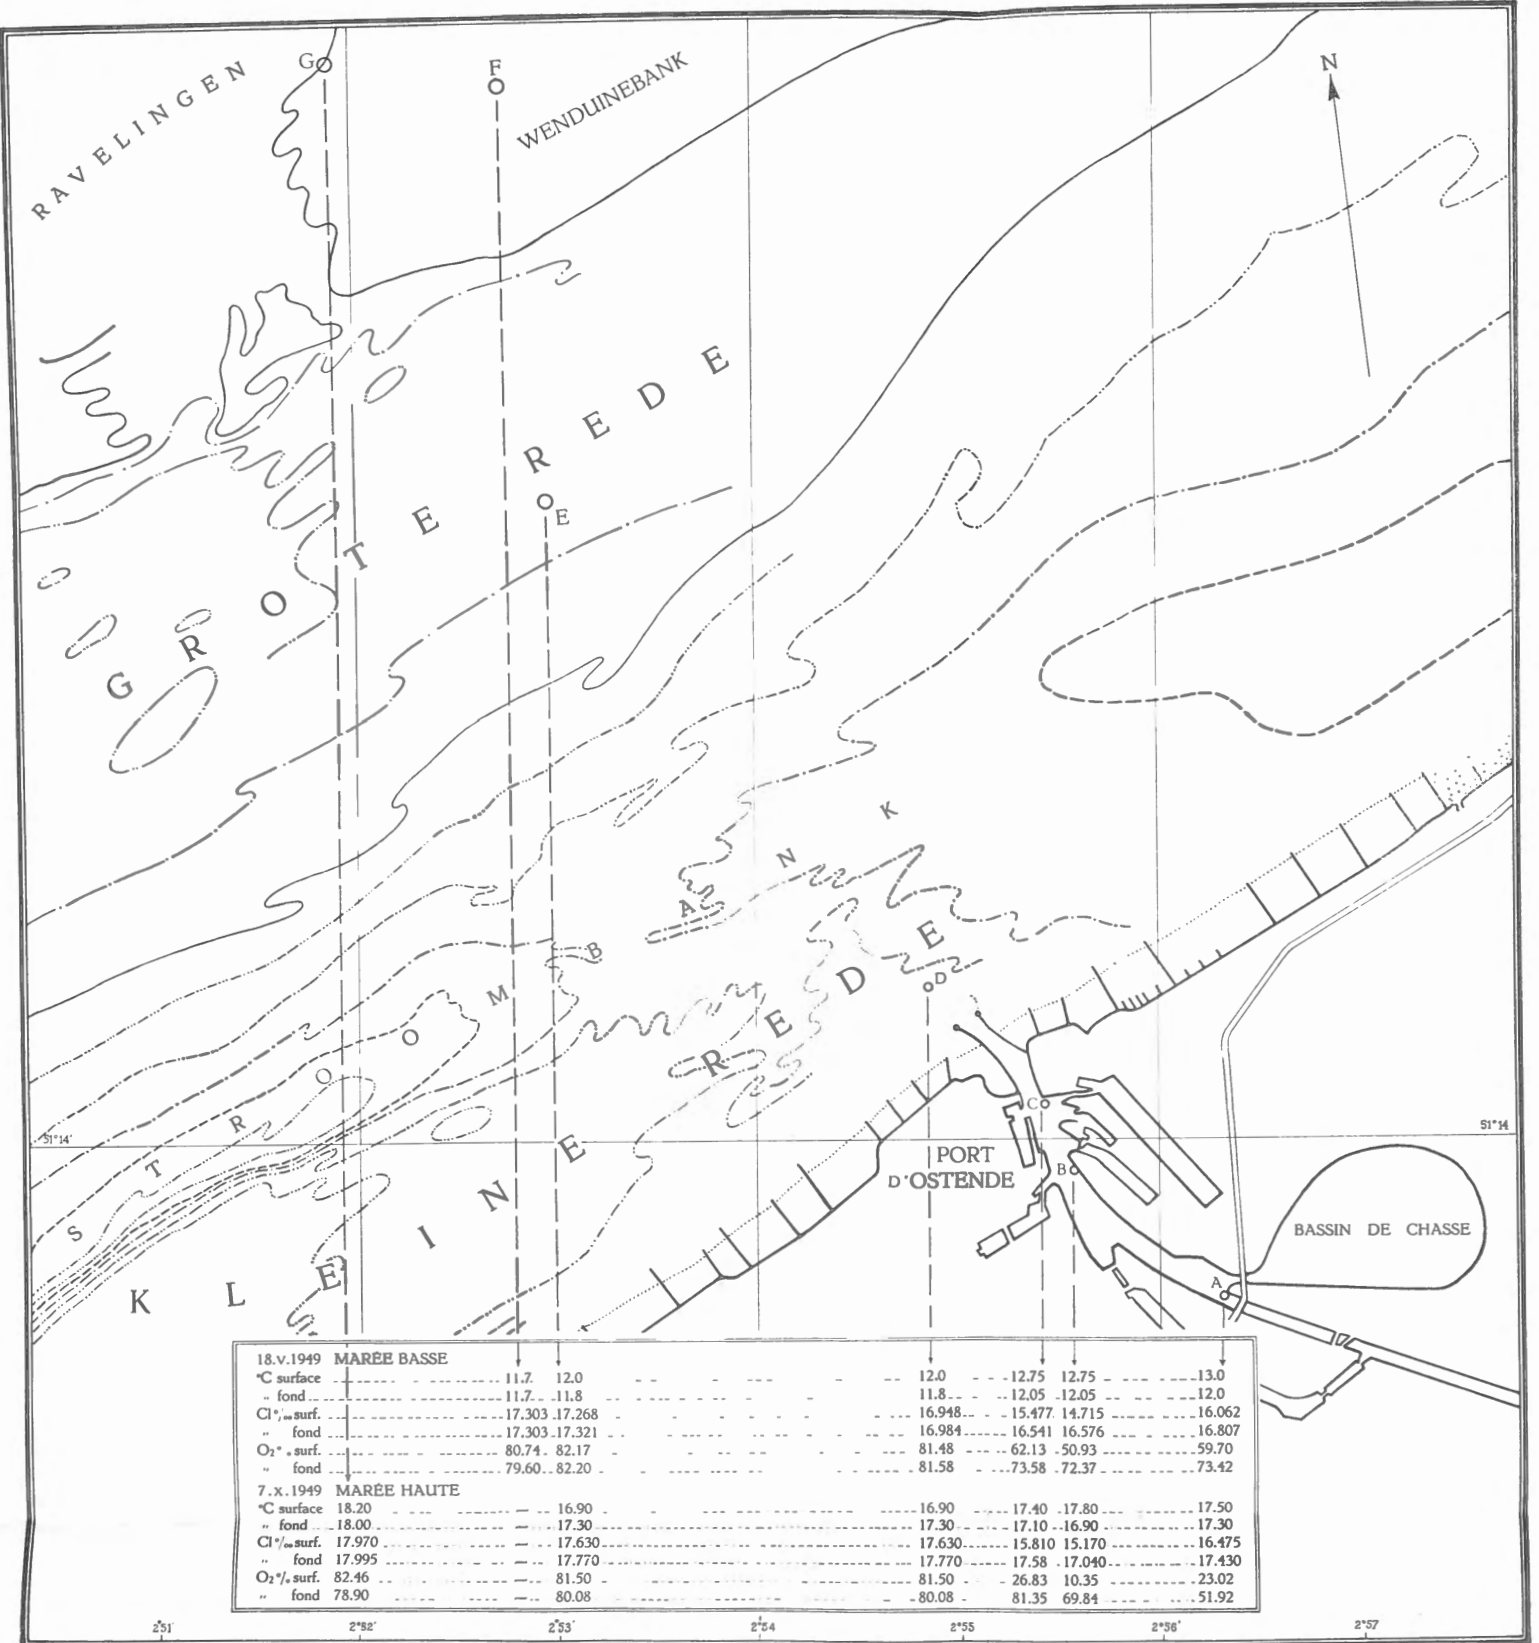 G
F
N
RAVELINGEN
WENDUINEBANK
GROTE REDE
E
STROOMBANK
KLEINE REDE
D
C
B
A
51°14'
51°14
PORT
D'OSTENDE
BASSIN DE CHASSE
18.V.1949 MARÉE BASSE
°C surface 11.7 12.0 12.0 12.75 12.75 13.0
" fond 11.7 11.8 11.8 12.05 12.05 12.0
Cl °/oo surf. 17.303 17.268 16.948 15.477 14.715 16.062
" fond 17.303 17.321 16.984 16.541 16.576 16.807
O₂ ° surf. 80.74 82.17 81.48 62.13 50.93 59.70
" fond 79.60 82.20 81.58 73.58 72.37 73.42
7.X.1949 MARÉE HAUTE
°C surface 18.20 — 16.90 16.90 17.40 17.80 17.50
" fond 18.00 — 17.30 17.30 17.10 16.90 17.30
Cl °/oo surf. 17.970 — 17.630 17.630 15.810 15.170 16.475
" fond 17.995 — 17.770 17.770 17.58 17.040 17.430
O₂ °/o surf. 82.46 — 81.50 81.50 26.83 10.35 23.02
" fond 78.90 — 80.08 80.08 81.35 69.84 51.92
2°51' 2°52' 2°53' 2°54 2°55 2°56' 2°57